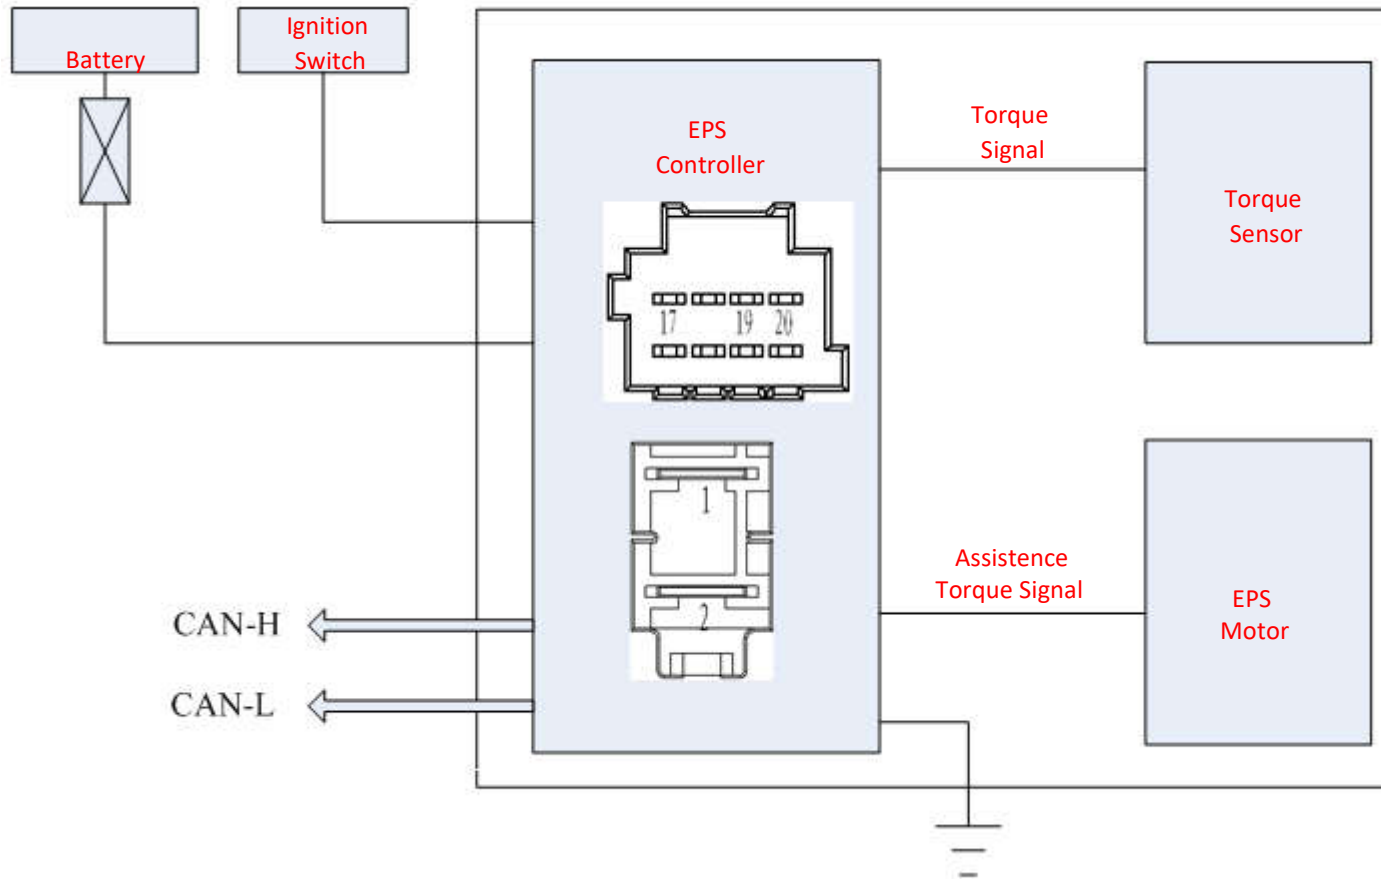 Battery
Ignition
Switch
EPS
Controller
Torque
Signal
Torque
Sensor
17 19 20
1
2
Assistence
Torque Signal
EPS
Motor
CAN-H
CAN-L